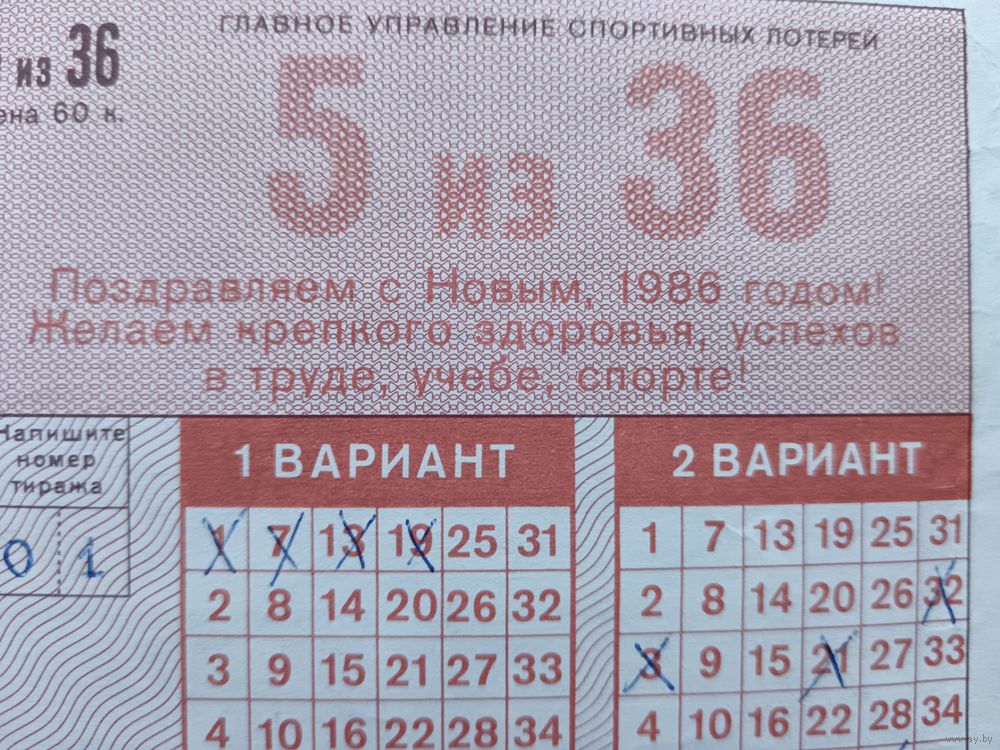 ГЛАВНОЕ УПРАВЛЕНИЕ СПОРТИВНЫХ ЛОТЕРЕЙ
из 36
60 к.
5 из 36
Поздравляем с Новым, 1986 годом!
Желаем крепкого здоровья, успехов
в труде, учебе, спорте!
Напишите
номер
тиража
0 1
1 ВАРИАНТ
1 7 13 19 25 31
2 8 14 20 26 32
3 9 15 21 27 33
4 10 16 22 28 34
2 ВАРИАНТ
1 7 13 19 25 31
2 8 14 20 26 32
3 9 15 21 27 33
4 10 16 22 28 34
www.ay.by